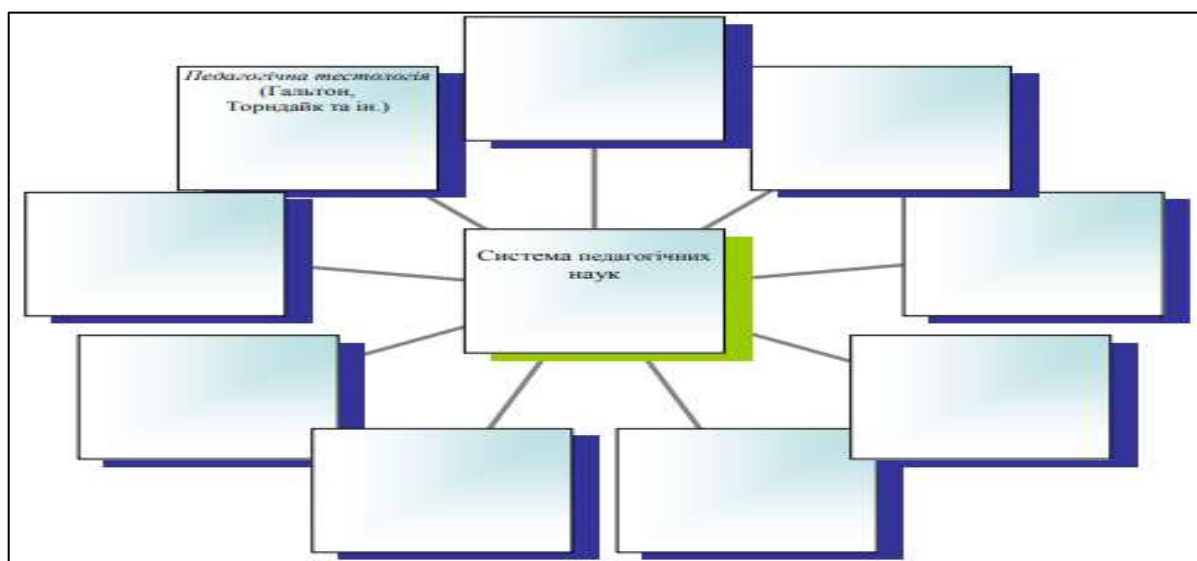 Педагогічна тестологія
(Гальтон,
Торндайк та ін.)
Система педагогічних
наук